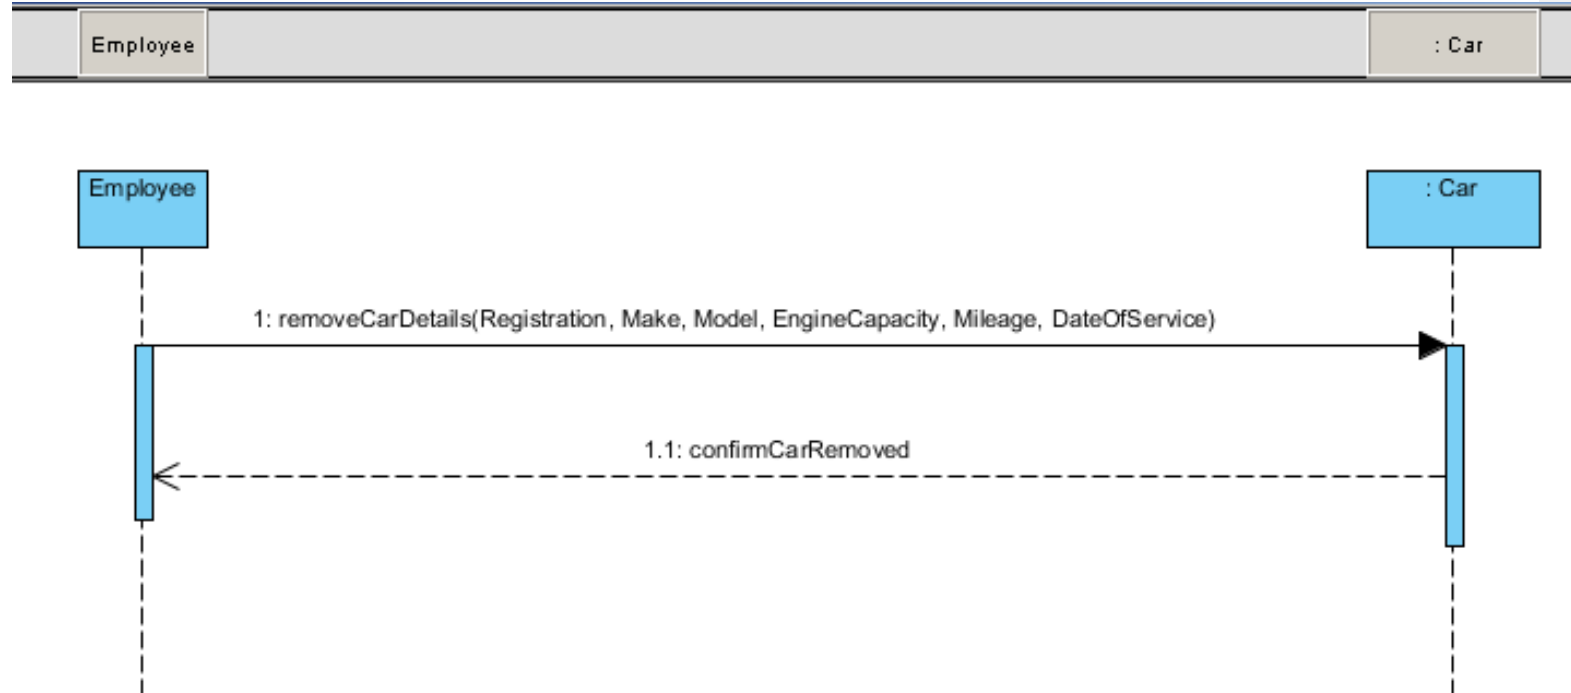 Employee
: Car
Employee
: Car
1: removeCarDetails(Registration, Make, Model, EngineCapacity, Mileage, DateOfService)
1.1: confirmCarRemoved